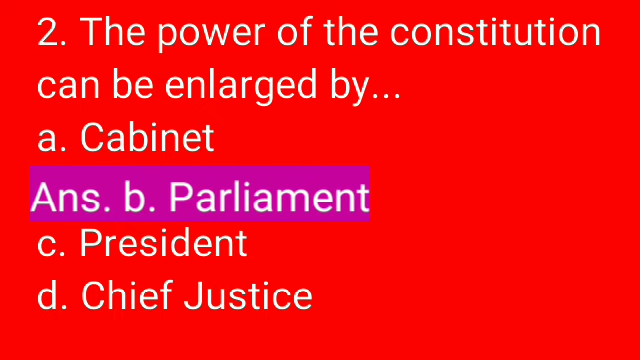 2. The power of the constitution
can be enlarged by...
a. Cabinet
Ans. b. Parliament
c. President
d. Chief Justice